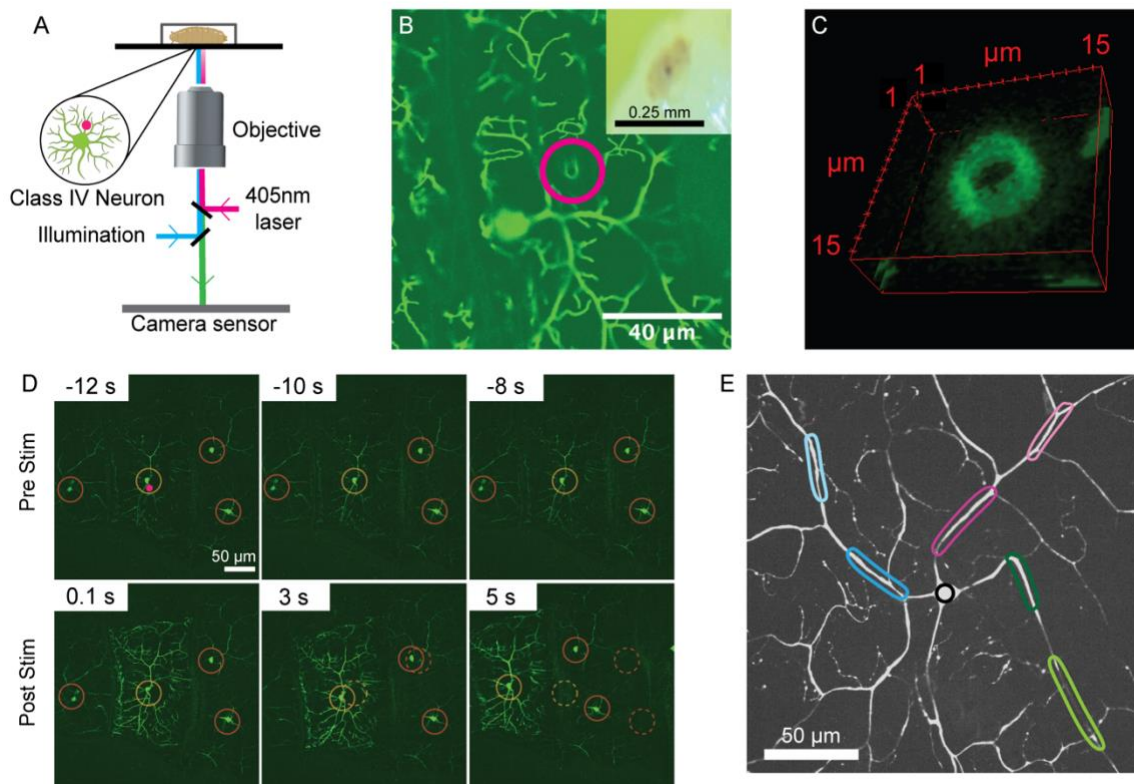 A
Objective
Class IV Neuron
405nm
laser
Illumination
Camera sensor
B
0.25 mm
40 µm
C
µm
15
1
1
µm
15
D
Pre Stim
-12 s
-10 s
-8 s
50 µm
Post Stim
0.1 s
3 s
5 s
E
50 µm